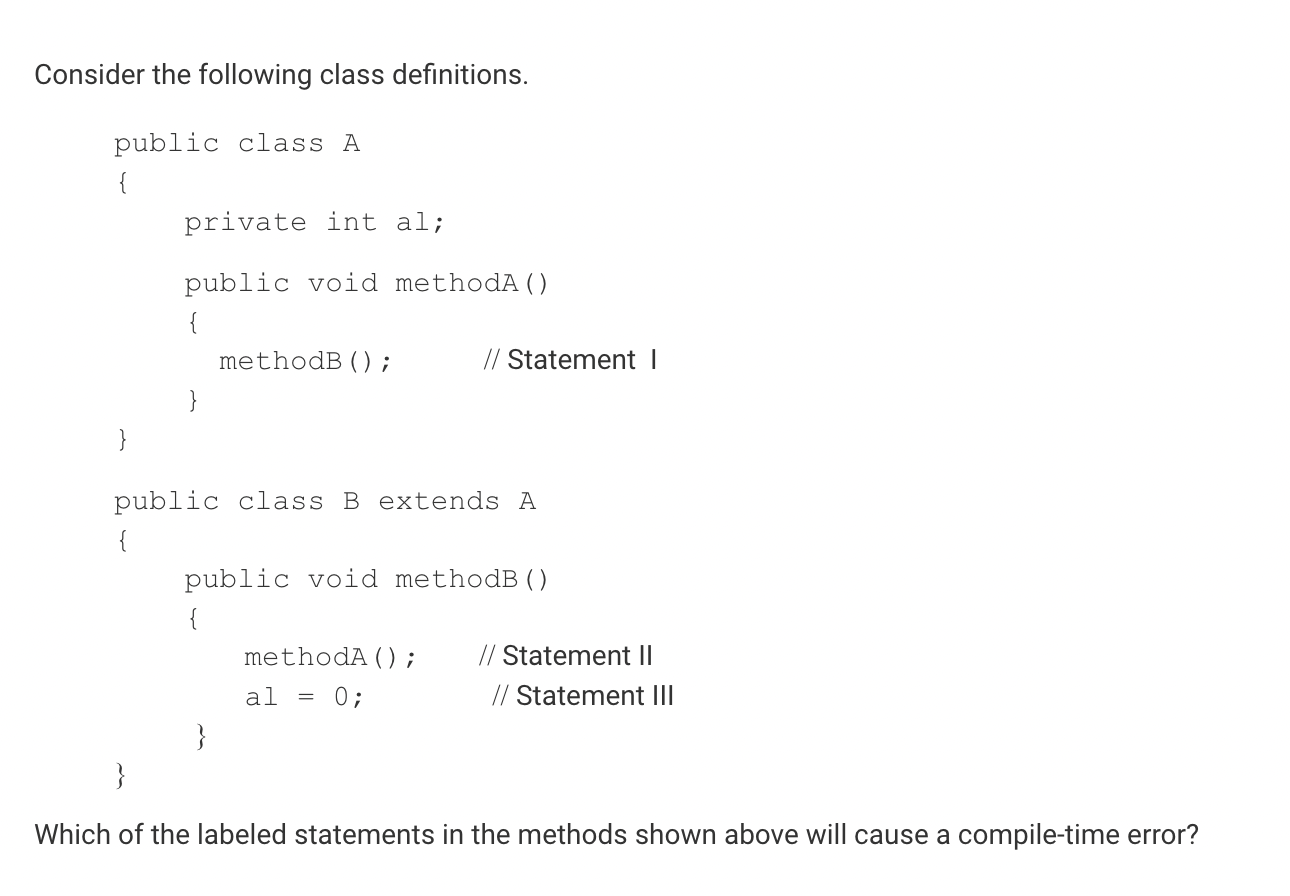 Consider the following class definitions.
public class A
{
private int al;
public void methodA()
{
methodB(); // Statement I
}
}
public class B extends A
{
public void methodB()
{
methodA(); // Statement II
al = 0; // Statement III
}
}
Which of the labeled statements in the methods shown above will cause a compile-time error?